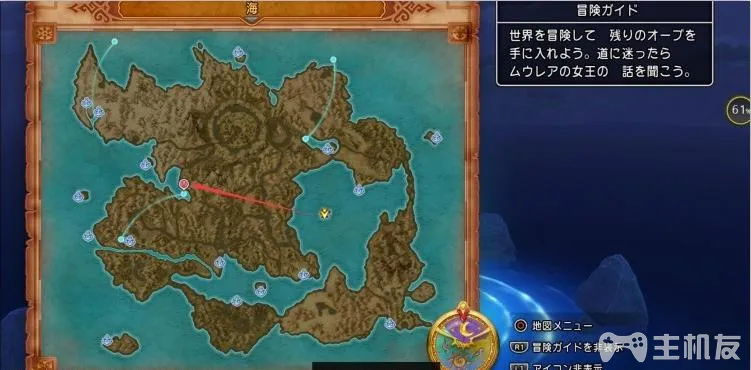 海
冒険ガイド
世界を冒険して 残りのオーブを
手に入れよう。道に迷ったら
ムウレアの女王の 話を聞こう。
61%
地図メニュー
R1 冒険ガイドを非表示
L1 アイコン非表示
主机友